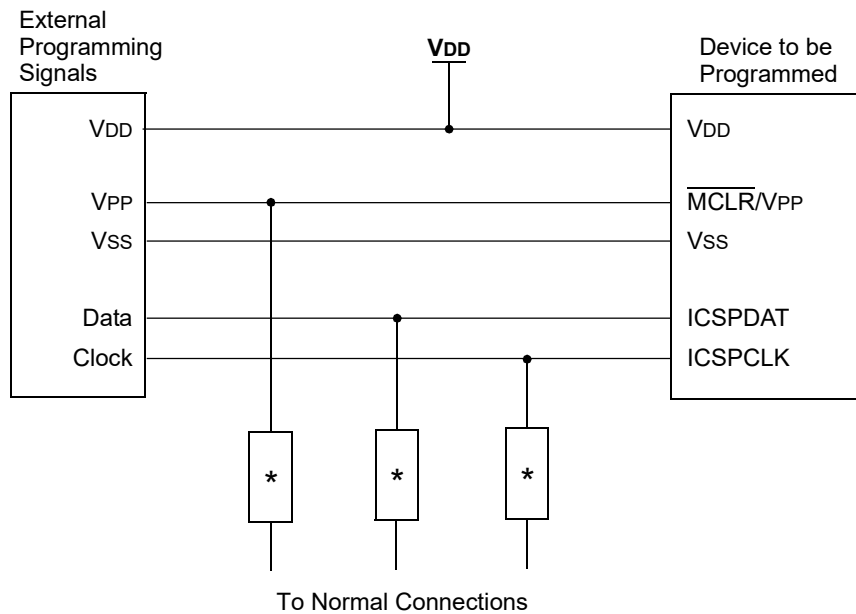 External
Programming
Signals
VDD
Device to be
Programmed
VDD
VDD
VPP
MCLR/VPP
VSS
VSS
Data
ICSPDAT
Clock
ICSPCLK
* * *
To Normal Connections